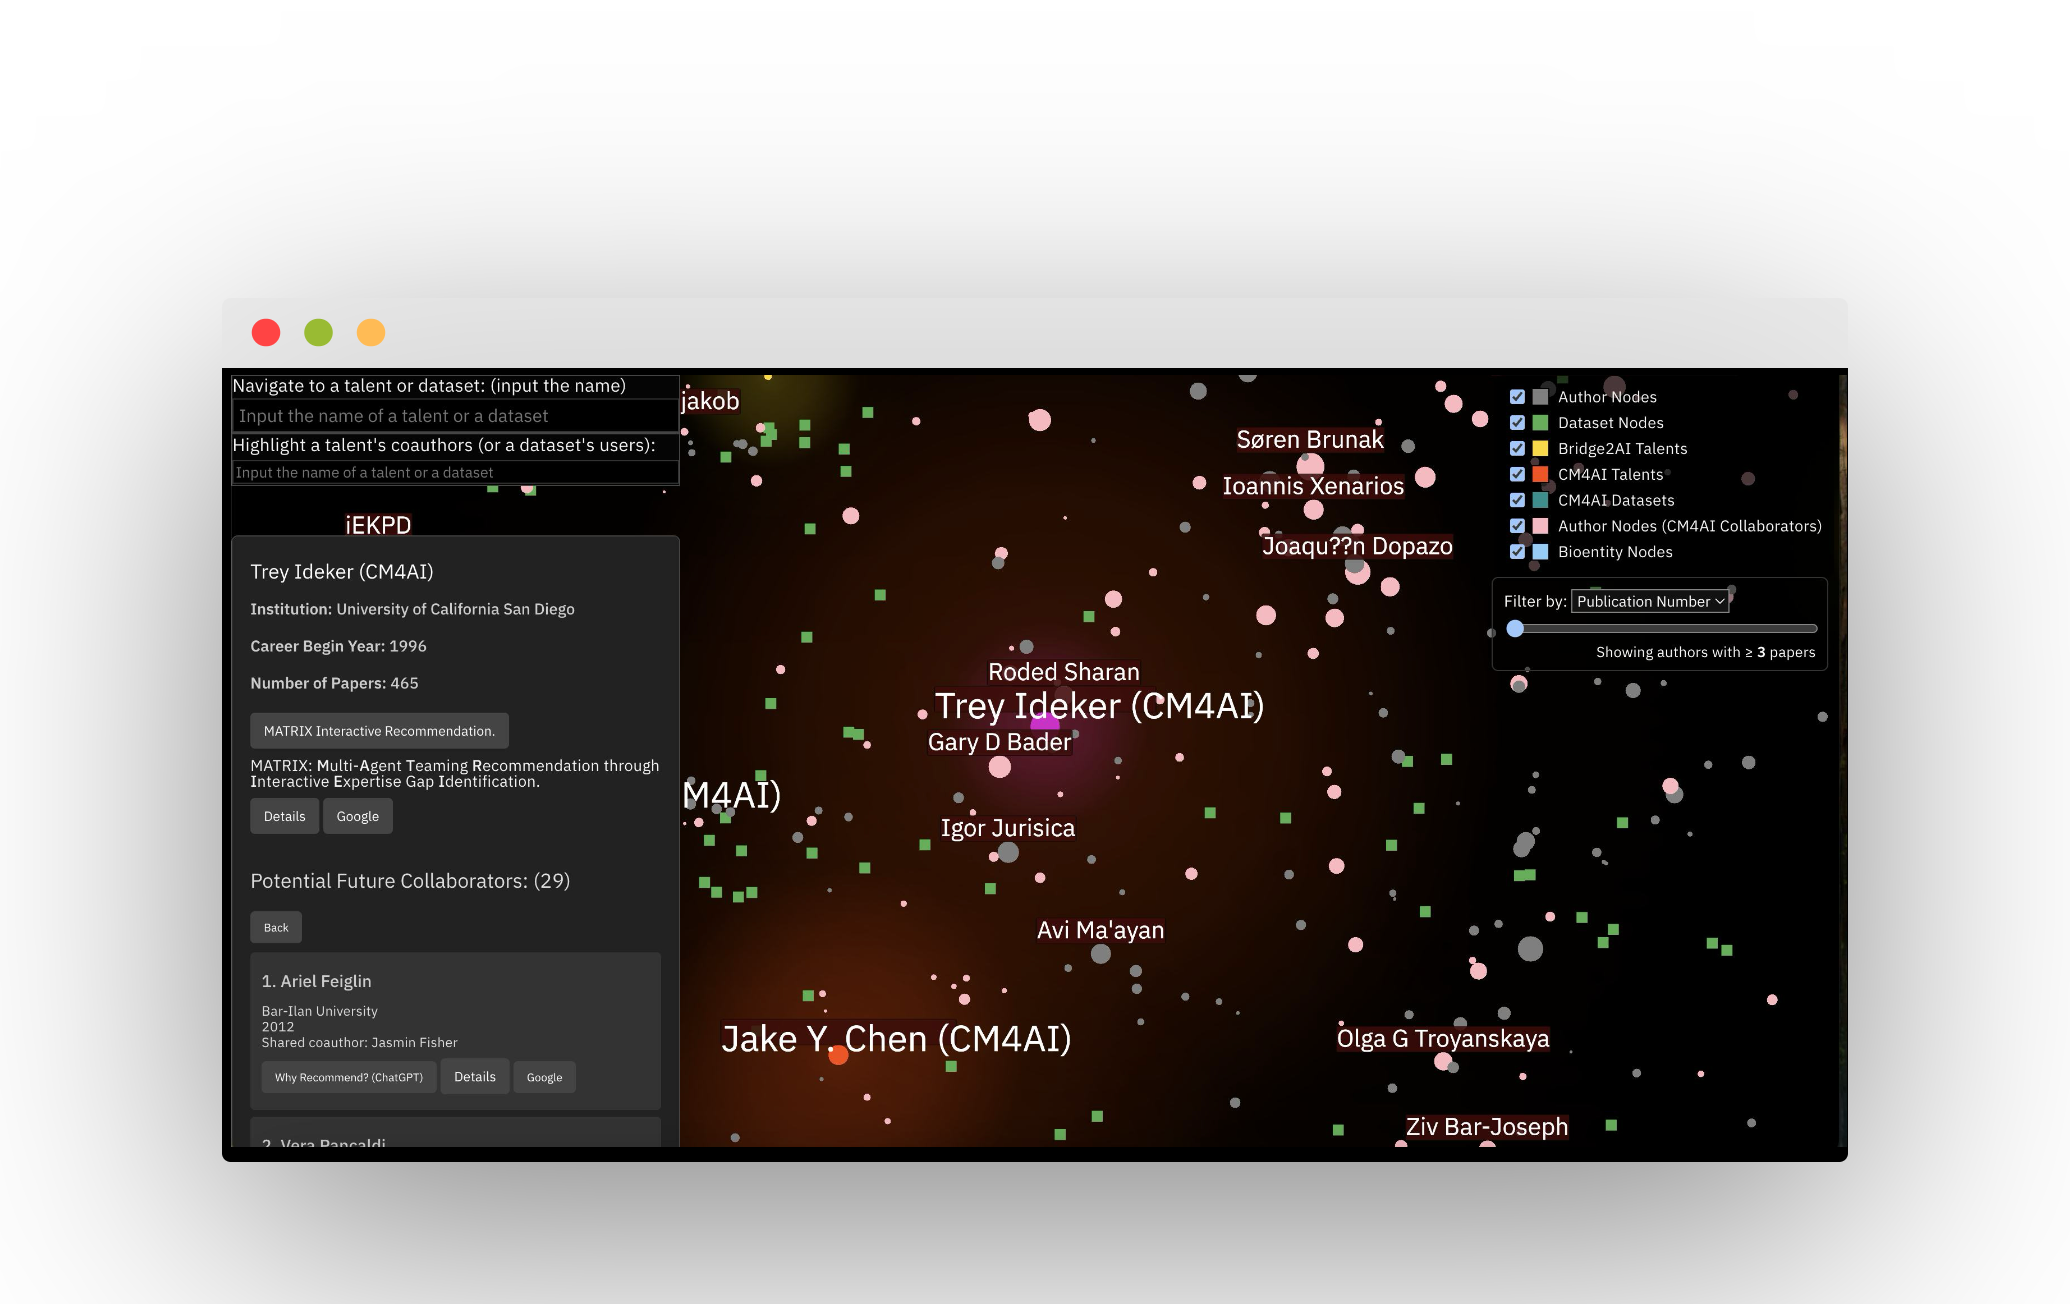 Navigate to a talent or dataset: (input the name)
Input the name of a talent or a dataset
Highlight a talent's coauthors (or a dataset's users):
Input the name of a talent or a dataset
iEKPD
Trey Ideker (CM4AI)
Institution: University of California San Diego
Career Begin Year: 1996
Number of Papers: 465
MATRIX Interactive Recommendation.
MATRIX: Multi-Agent Teaming Recommendation through
Interactive Expertise Gap Identification.
Details
Google
Potential Future Collaborators: (29)
Back
1. Ariel Feiglin
Bar-Ilan University
2012
Shared coauthor: Jasmin Fisher
Why Recommend? (ChatGPT)
Details
Google
2. Vera Pancaldi
jakob
Søren Brunak
Ioannis Xenarios
Joaqu??n Dopazo
Roded Sharan
Trey Ideker (CM4AI)
Gary D Bader
M4AI)
Igor Jurisica
Avi Ma'ayan
Jake Y. Chen (CM4AI)
Olga G Troyanskaya
Ziv Bar-Joseph
Author Nodes
Dataset Nodes
Bridge2AI Talents
CM4AI Talents
CM4AI Datasets
Author Nodes (CM4AI Collaborators)
Bioentity Nodes
Filter by: Publication Number
Showing authors with ≥ 3 papers